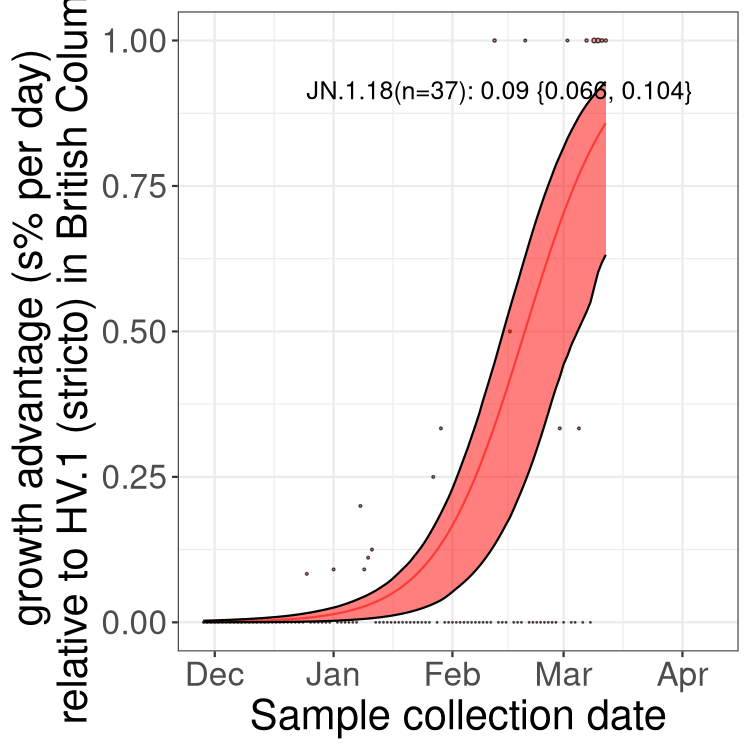 growth advantage (s% per day)
relative to HV.1 (stricto) in British Colum
1.00
0.75
0.50
0.25
0.00
JN.1.18(n=37): 0.09 {0.066, 0.104}
Dec Jan Feb Mar Apr
Sample collection date